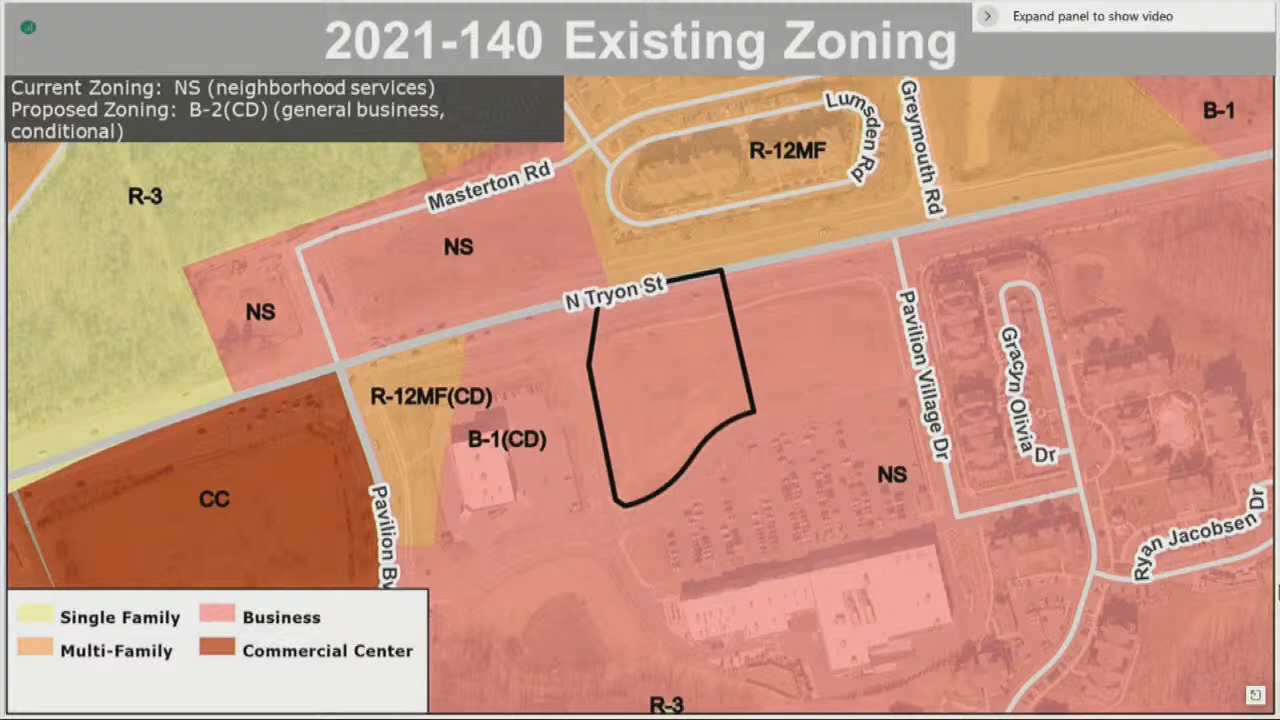 Expand panel to show video
2021-140 Existing Zoning
Current Zoning: NS (neighborhood services)
Proposed Zoning: B-2(CD) (general business,
conditional)
B-1
Lumsden Rd
Greymouth Rd
R-12MF
R-3
Masterton Rd
NS
NS
N Tryon St
R-12MF(CD)
B-1(CD)
Pavilion Village Dr
Gracyn Olivia Dr
NS
CC
Pavilion Bv
Ryan Jacobsen Dr
Single Family
Business
Multi-Family
Commercial Center
R-3